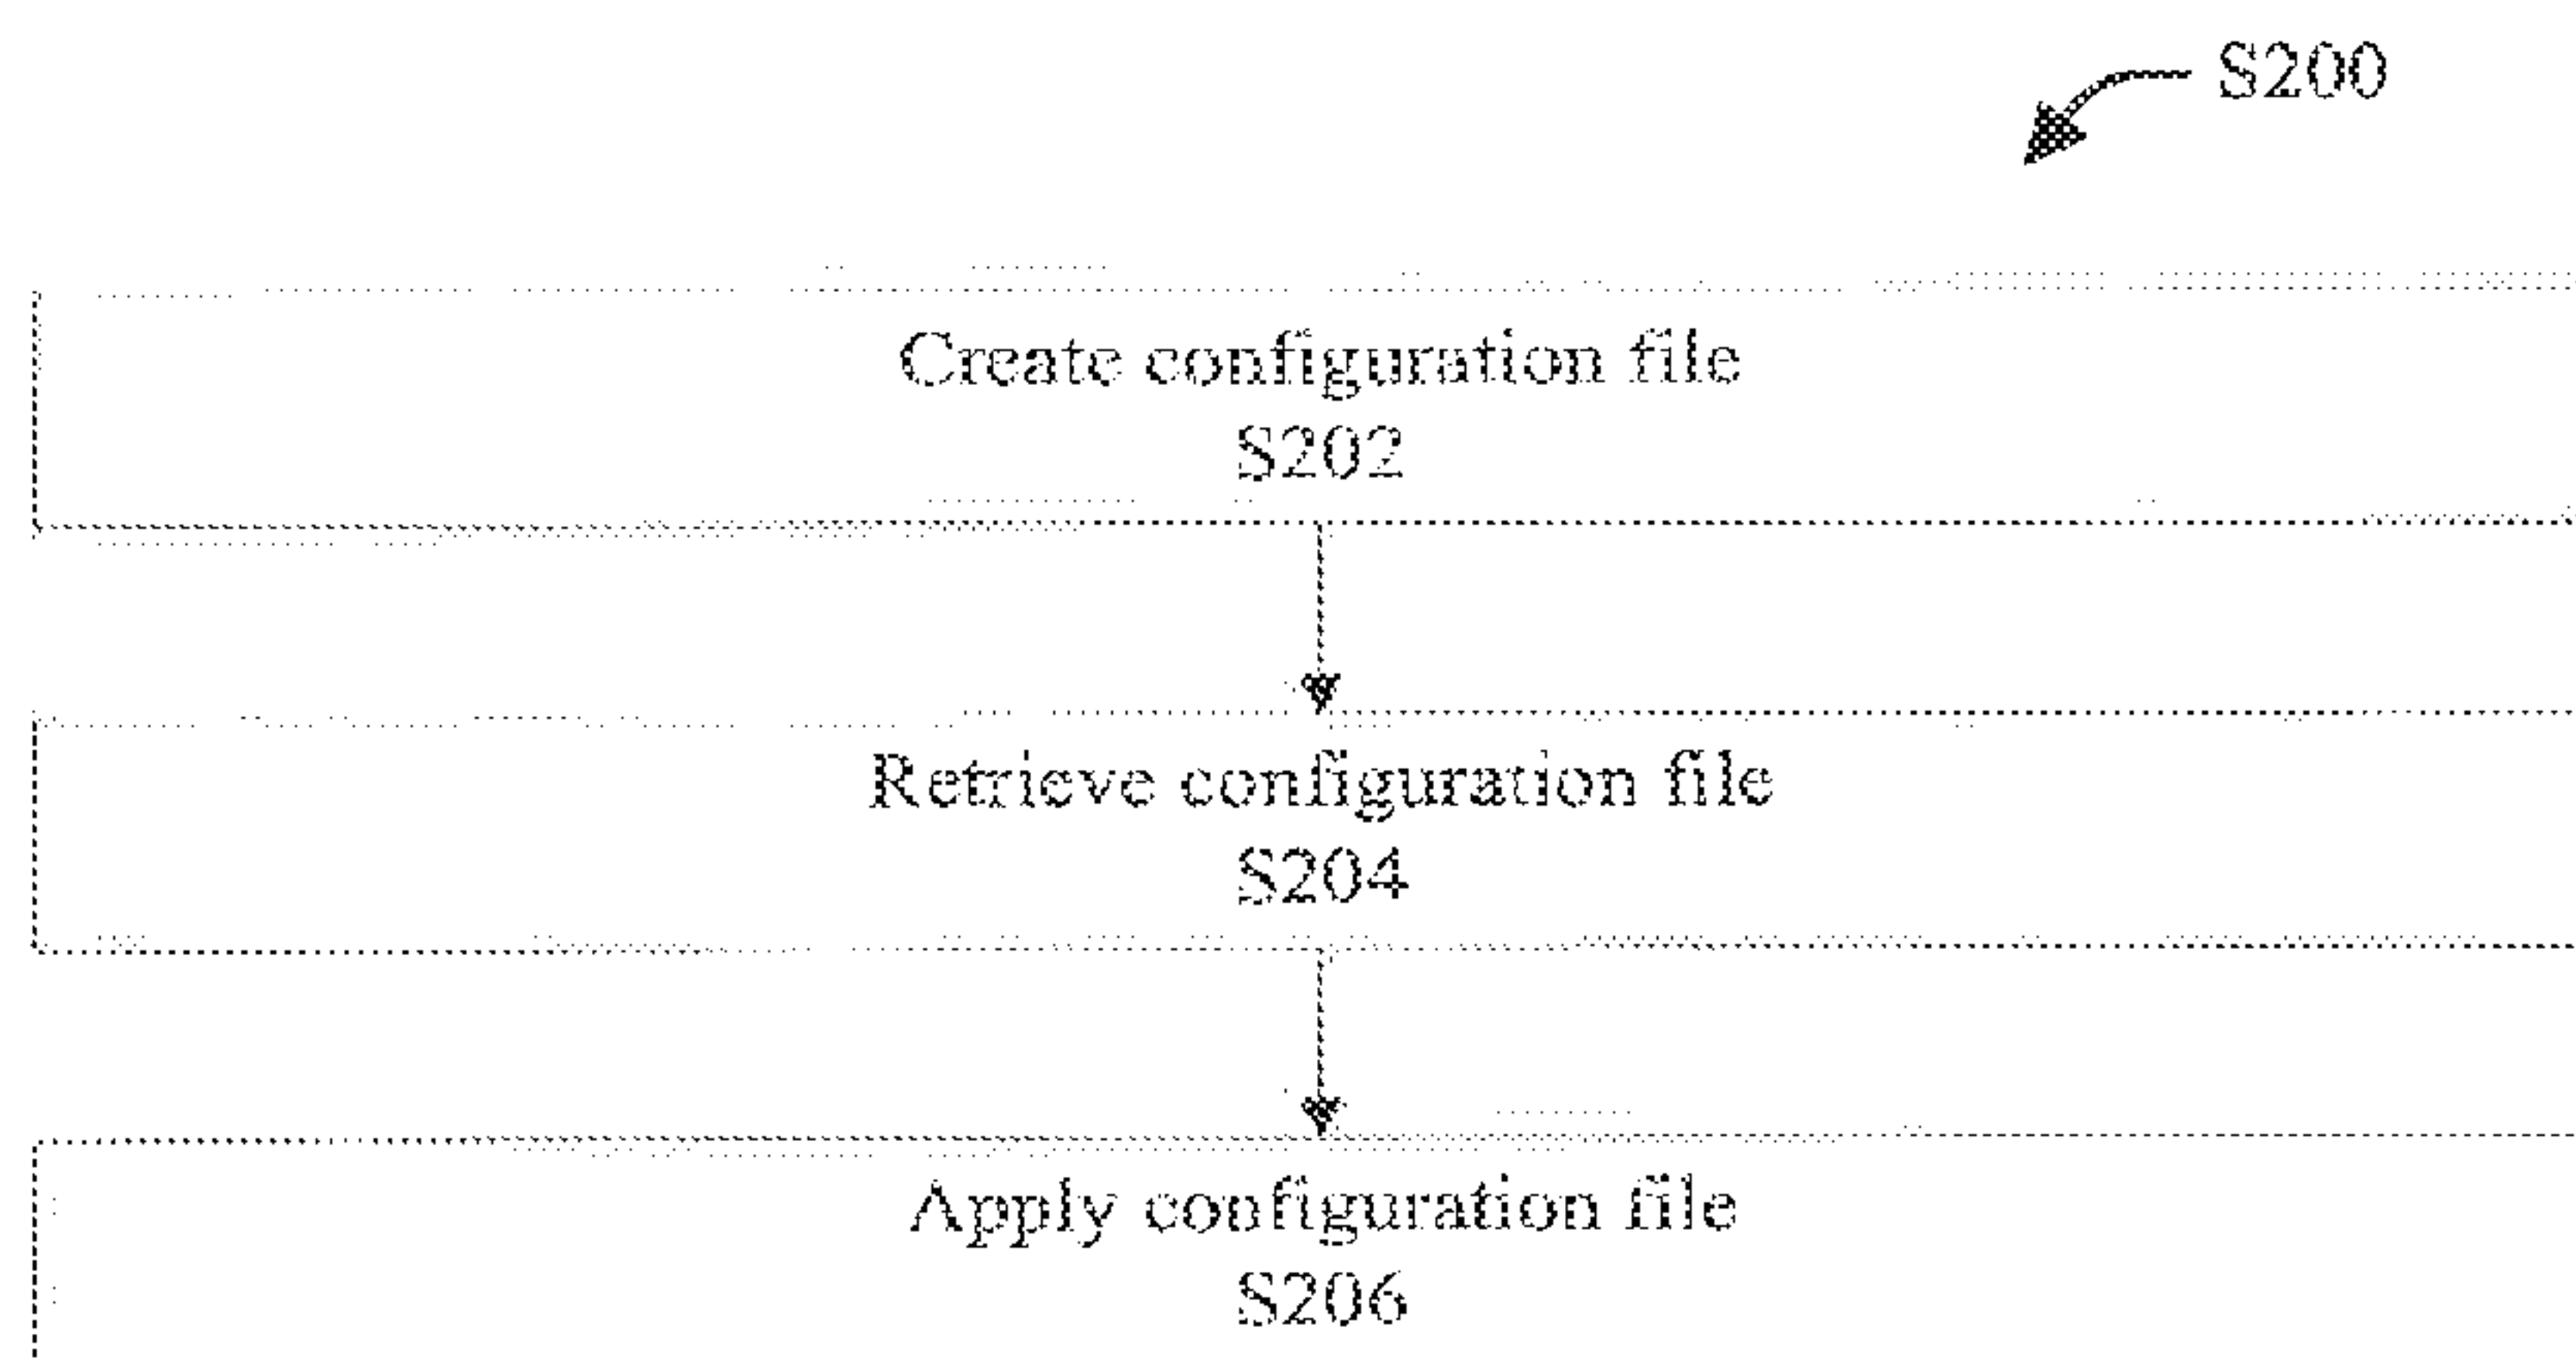 S200
Create configuration file
S202
Retrieve configuration file
S204
Apply configuration file
S206